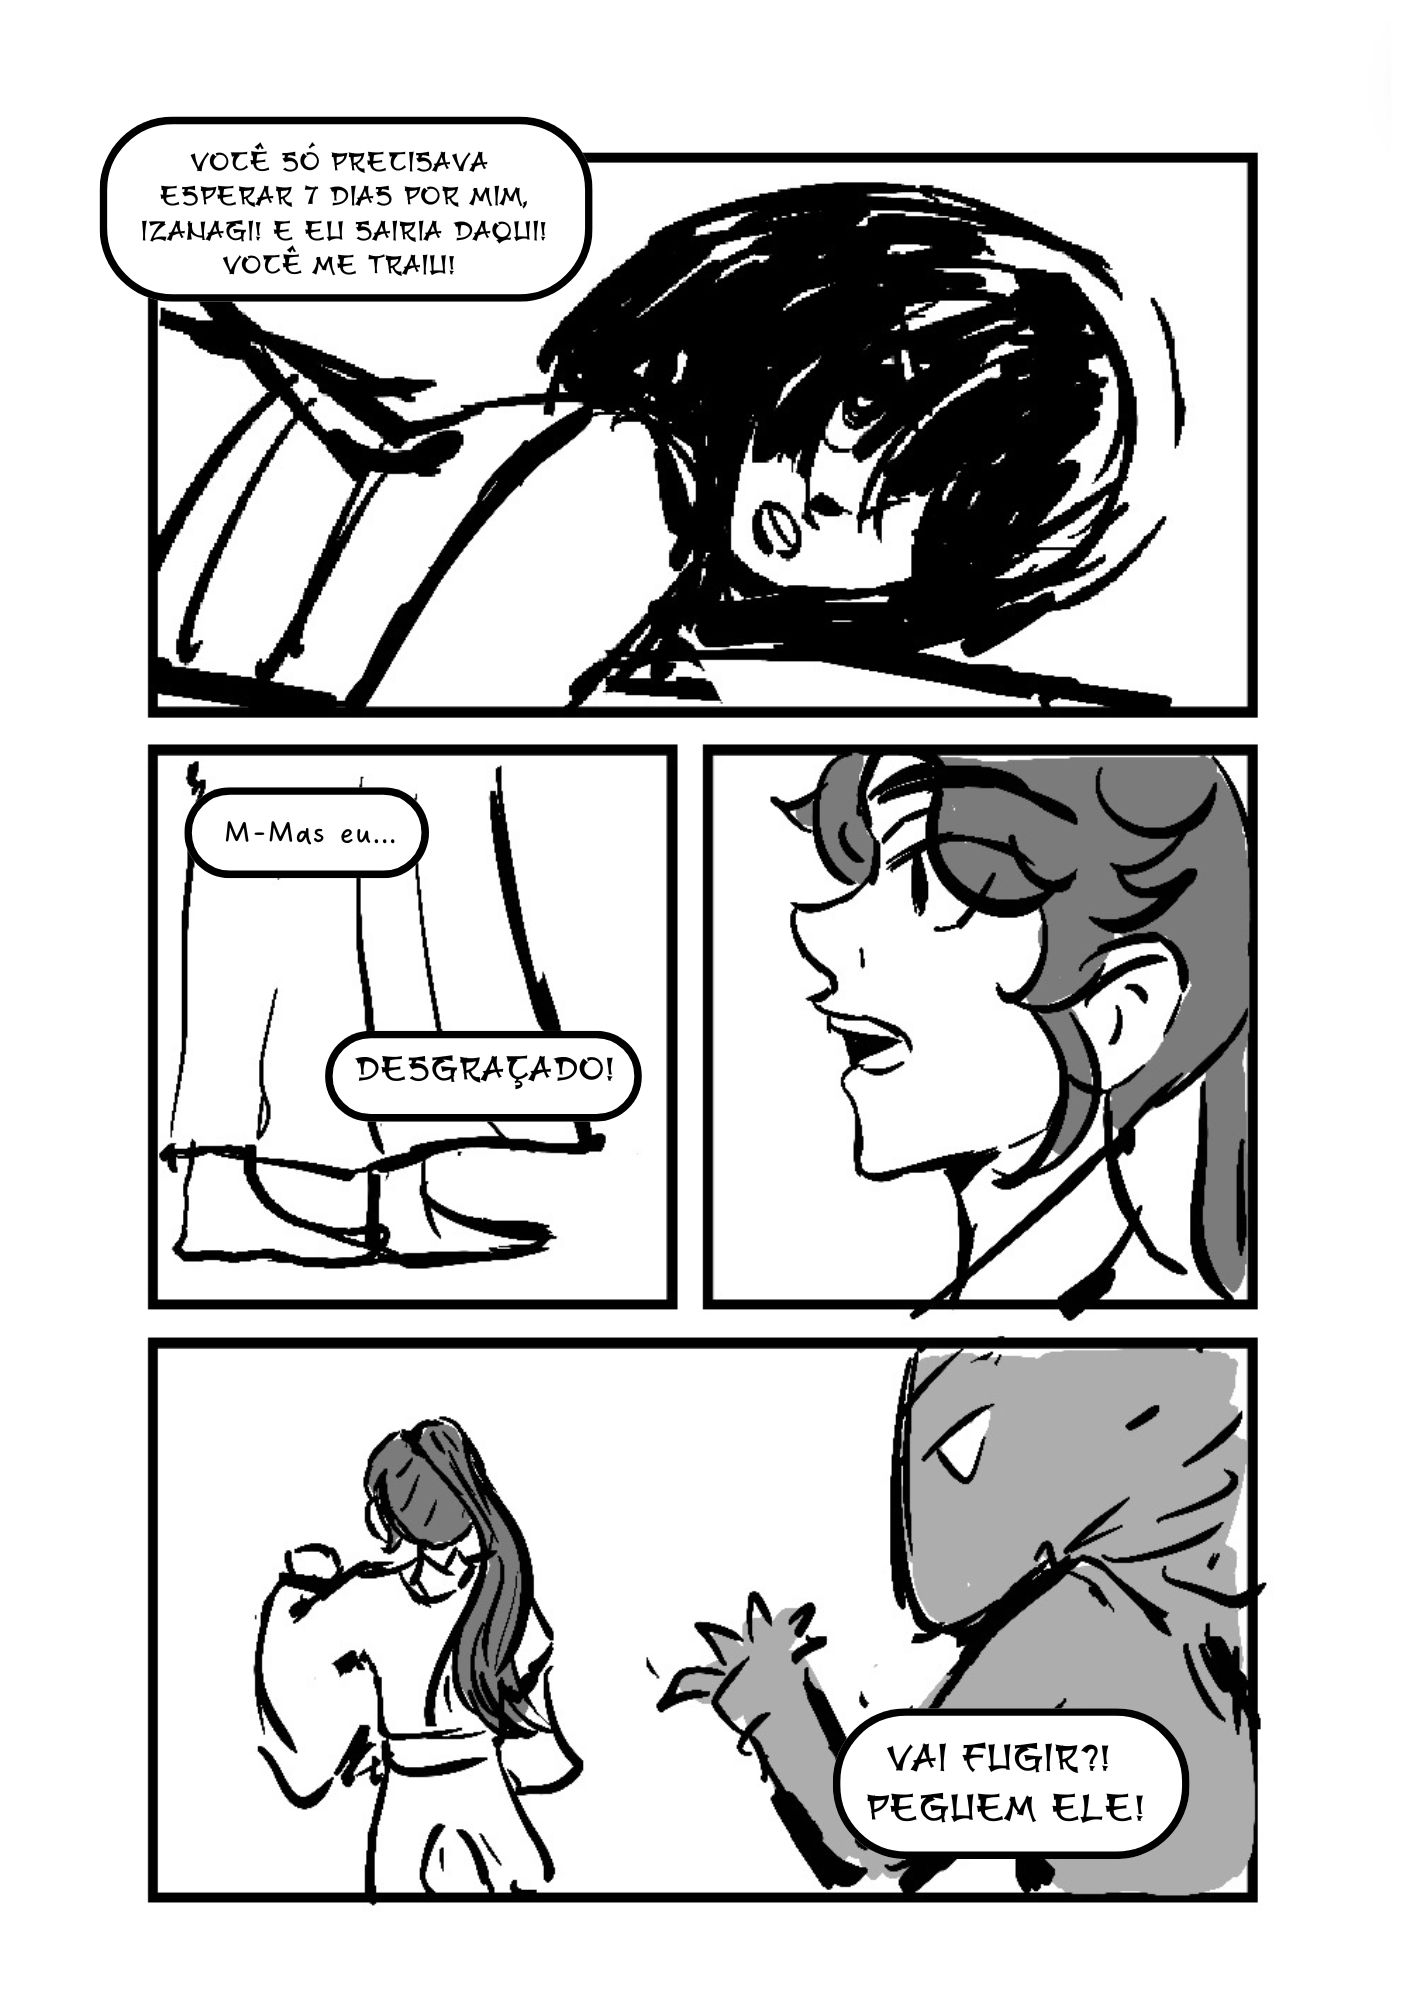 VOCÊ SÓ PRECISAVA
ESPERAR 7 DIAS POR MIM,
IZANAGI! E EU SAIRIA DAQUI!
VOCÊ ME TRAIU!
M-Mas eu...
DESGRAÇADO!
VAI FUGIR?!
PEGUEM ELE!